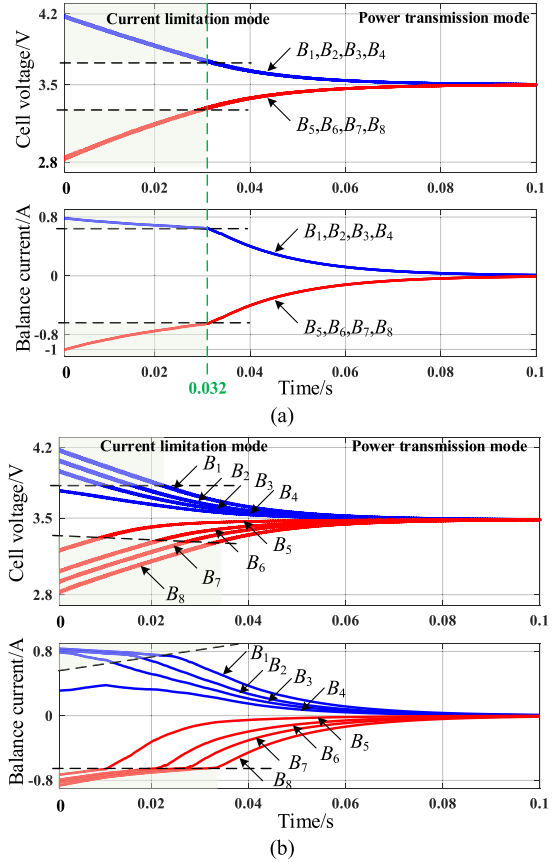 Current limitation mode
Power transmission mode
Cell voltage/V
4.2
3.5
2.8
B1,B2,B3,B4
B5,B6,B7,B8
0 0.02 0.04 0.06 0.08 0.1
Balance current/A
0.8
0
-0.8
-1
B1,B2,B3,B4
B5,B6,B7,B8
0 0.02 0.04 0.06 0.08 0.1
0.032
Time/s
(a)
Current limitation mode
Power transmission mode
Cell voltage/V
4.2
3.5
2.8
B1
B2
B3
B4
B5
B6
B7
B8
0 0.02 0.04 0.06 0.08 0.1
Balance current/A
0.8
0
-0.8
B1
B2
B3
B4
B5
B6
B7
B8
0 0.02 0.04 0.06 0.08 0.1
Time/s
(b)